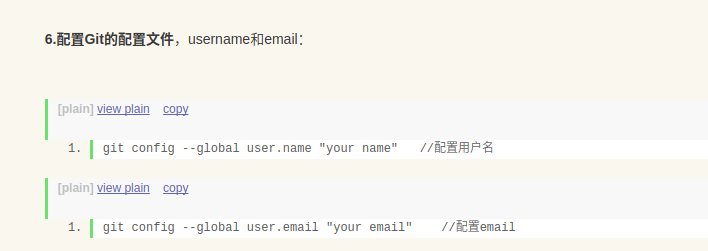 6.配置Git的配置文件，username和email：
[plain] view plain copy
1. git config --global user.name "your name" //配置用户名
[plain] view plain copy
1. git config --global user.email "your email" //配置email